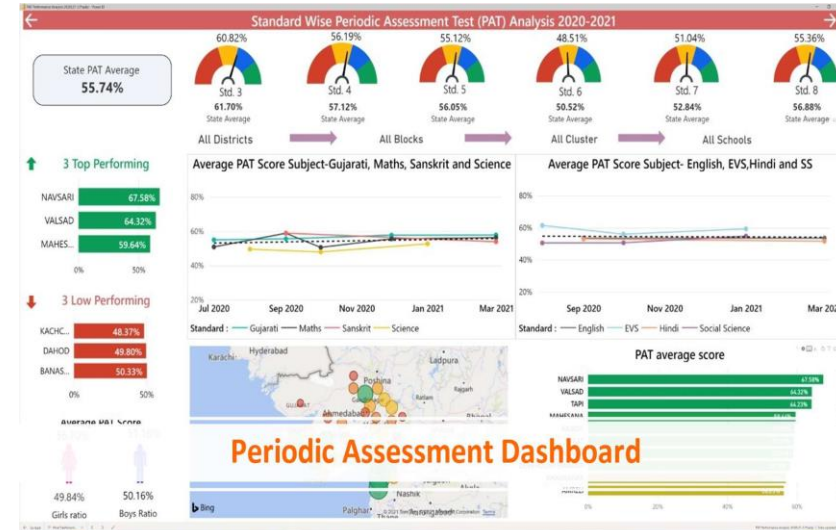 Standard Wise Periodic Assessment Test (PAT) Analysis 2020-2021
State PAT Average
55.74%
60.82%
56.19%
55.12%
48.51%
51.04%
55.36%
Std. 3
Std. 4
Std. 5
Std. 6
Std. 7
Std. 8
61.70%
57.12%
56.05%
50.52%
52.84%
56.88%
State Average
State Average
State Average
State Average
State Average
State Average
All Districts
All Blocks
All Cluster
All Schools
3 Top Performing
NAVSARI 67.58%
VALSAD 64.32%
MAHES... 59.64%
0% 50%
3 Low Performing
KACHC... 48.37%
DAHOD 49.80%
BANAS... 50.33%
0% 50%
Average PAT Score
49.84%
50.16%
Girls ratio
Boys Ratio
Average PAT Score Subject-Gujarati, Maths, Sanskrit and Science
80%
60%
40%
20%
Jul 2020 Sep 2020 Nov 2020 Jan 2021 Mar 2021
Standard : Gujarati Maths Sanskrit Science
Average PAT Score Subject- English, EVS,Hindi and SS
80%
60%
40%
20%
Sep 2020 Nov 2020 Jan 2021 Mar 202
Standard : English EVS Hindi Social Science
Karachi
Hyderabad
Ladpura
Poshina
Ratlam
Rajgarh
Ahmedabad
Nashik
Palghar
Bing
PAT average score
NAVSARI 67.58%
VALSAD 64.32%
TAPI
MAHESANA
0% 20% 40% 60%
Periodic Assessment Dashboard